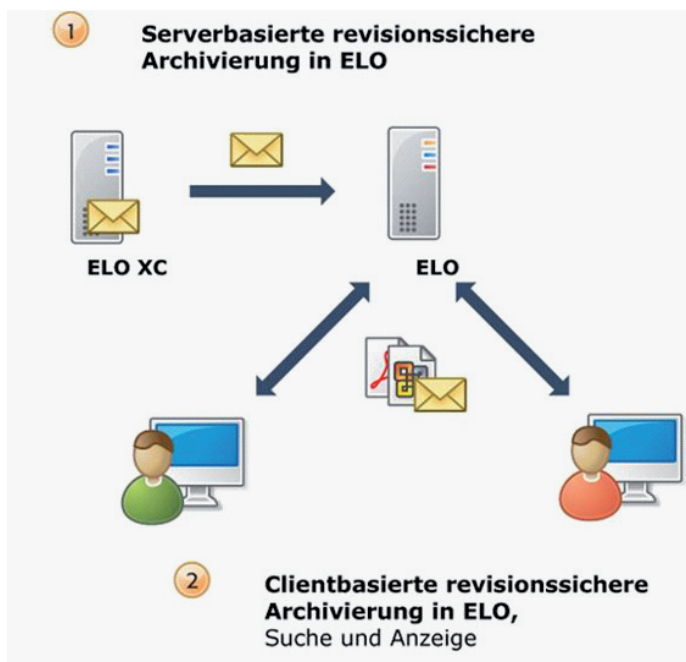 1
Serverbasierte revisionssichere
Archivierung in ELO
ELO XC
ELO
2
Clientbasierte revisionssichere
Archivierung in ELO,
Suche und Anzeige